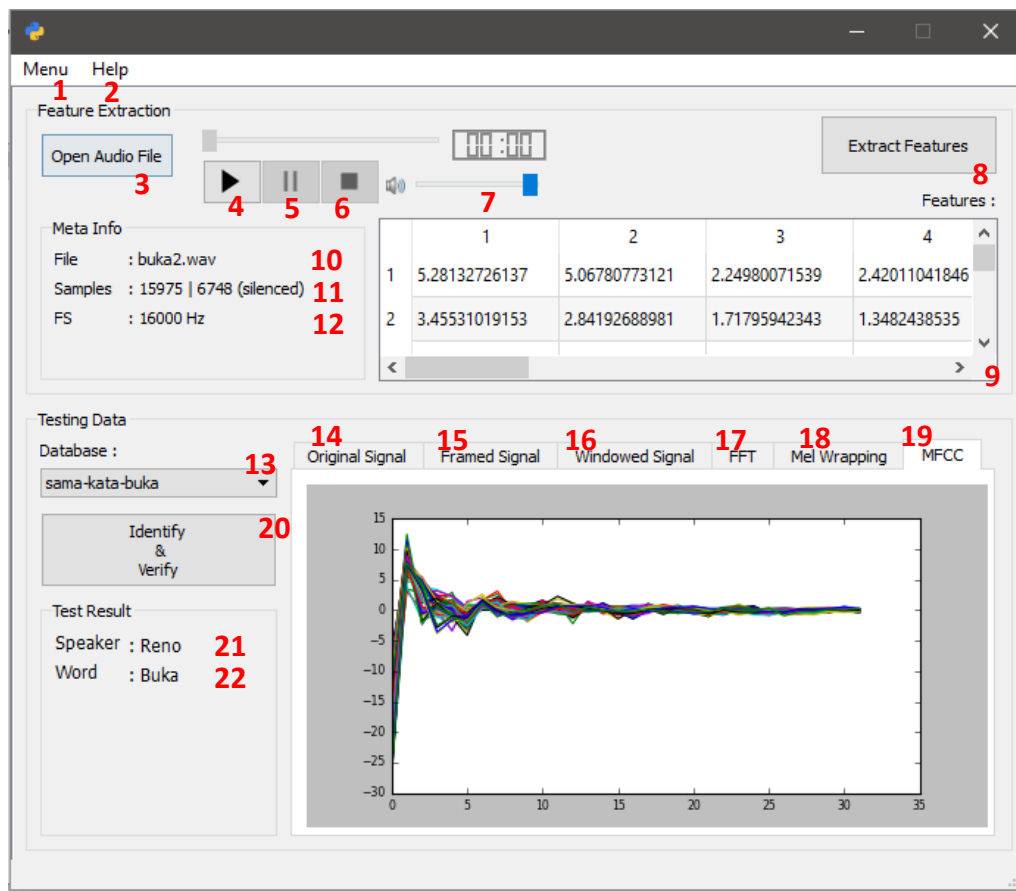 Menu Help
1 2
Feature Extraction
Open Audio File
00:00
Extract Features
3
4 5 6 7 8
Features :
Meta Info
File : buka2.wav 10
Samples : 15975 | 6748 (silenced) 11
FS : 16000 Hz 12
1 2 3 4
1 5.28132726137 5.06780773121 2.24980071539 2.42011041846
2 3.45531019153 2.84192688981 1.71795942343 1.3482438535
9
Testing Data
Database :
13
sama-kata-buka
14 15 16 17 18 19
Original Signal Framed Signal Windowed Signal FFT Mel Wrapping MFCC
Identify
&
Verify
20
Test Result
Speaker : Reno 21
Word : Buka 22
15
10
5
0
−5
−10
−15
−20
−25
−30
0 5 10 15 20 25 30 35